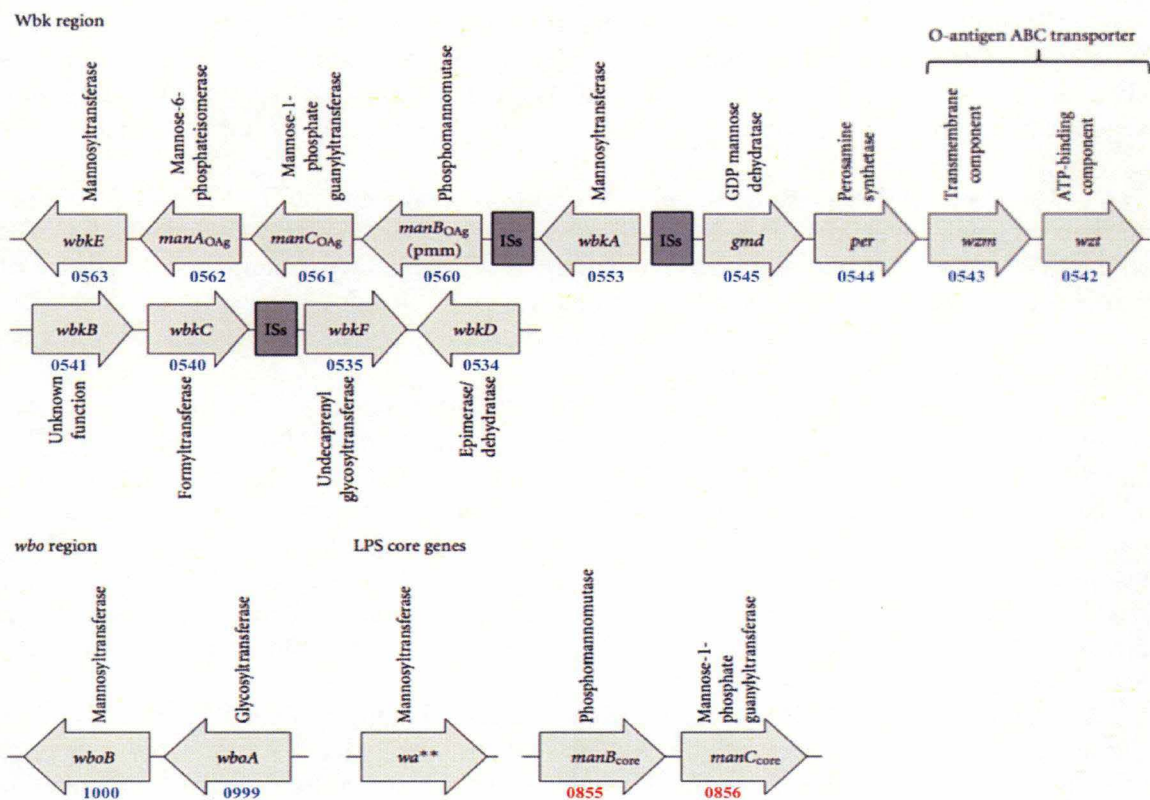 Wbk region
O-antigen ABC transporter
Mannosyltransferase
Mannose-6-
phosphateisomerase
Mannose-1-
phosphate
guanylyltransferase
Phosphomannomutase
Mannosyltransferase
GDP mannose
dehydratase
Perosamine
synthetase
Transmembrane
component
ATP-binding
component
wbkE
manAOAg
manCOAg
manBOAg
(pmm)
ISs
wbkA
ISs
gmd
per
wzm
wzt
0563
0562
0561
0560
0553
0545
0544
0543
0542
wbkB
wbkC
ISs
wbkF
wbkD
0541
0540
0535
0534
Unknown
function
Formyltransferase
Undecaprenyl
glycosyltransferase
Epimerase/
dehydratase
wbo region
LPS core genes
Mannosyltransferase
Glycosyltransferase
Mannosyltransferase
Phosphomannomutase
Mannose-1-
phosphate
guanylyltransferase
wboB
wboA
wa**
manBcore
manCcore
1000
0999
0855
0856